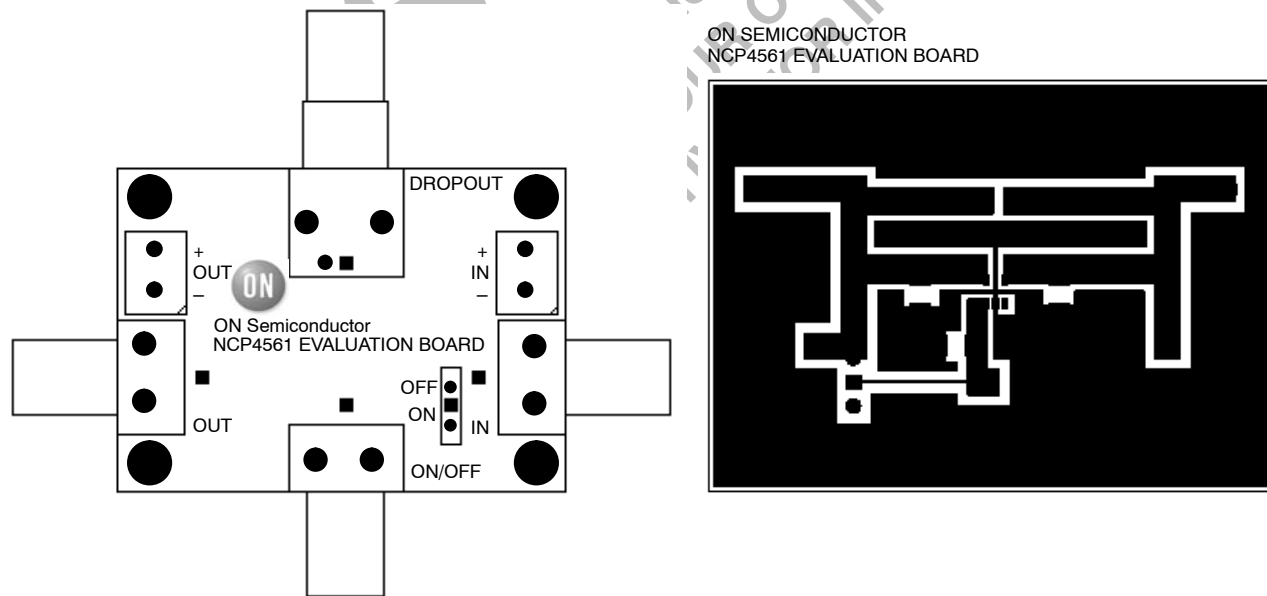 ON SEMICONDUCTOR
NCP4561 EVALUATION BOARD
DROPOUT
+
OUT
–
ON
+
IN
–
ON Semiconductor
NCP4561 EVALUATION BOARD
OFF
ON
OUT
IN
ON/OFF